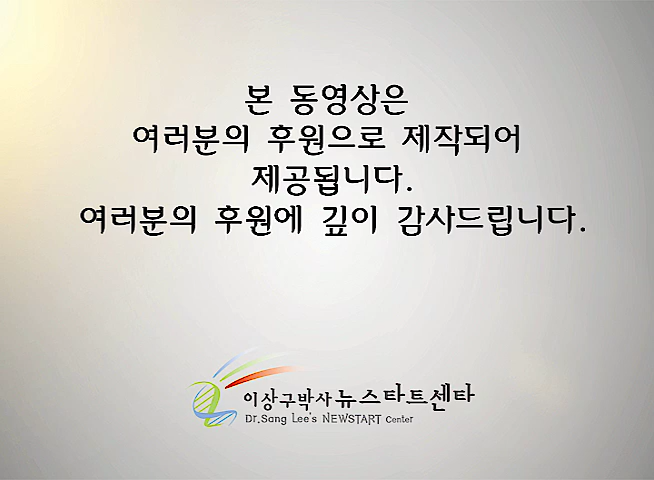 본 동영상은
여러분의 후원으로 제작되어
제공됩니다.
여러분의 후원에 깊이 감사드립니다.
이상구박사 뉴스타트센타
Dr.Sang Lee's NEWSTART Center